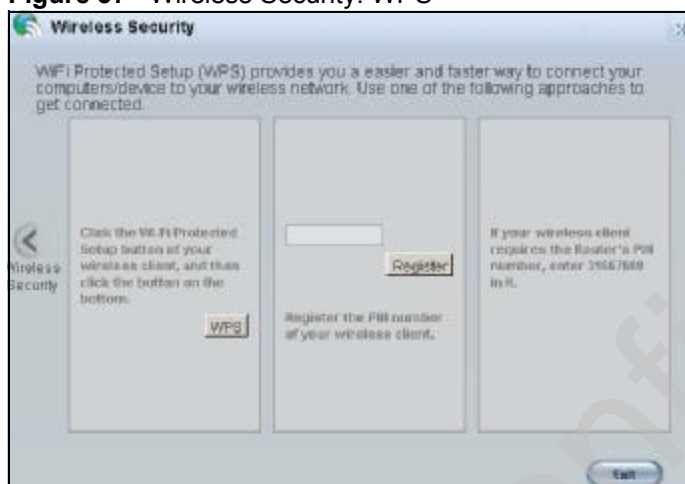 Wireless Security: WPS
Wireless Security
WiFi Protected Setup (WPS) provides you a easier and faster way to connect your
computers/device to your wireless network. Use one of the following approaches to
get connected.
Wireless
Security
Click the Wi-Fi Protected
Setup button of your
wireless client, and then
click the button on the
bottom.
WPS
Register
Register the PIN number
of your wireless client.
If your wireless client
requires the Router's PIN
number, enter
in it.
Exit